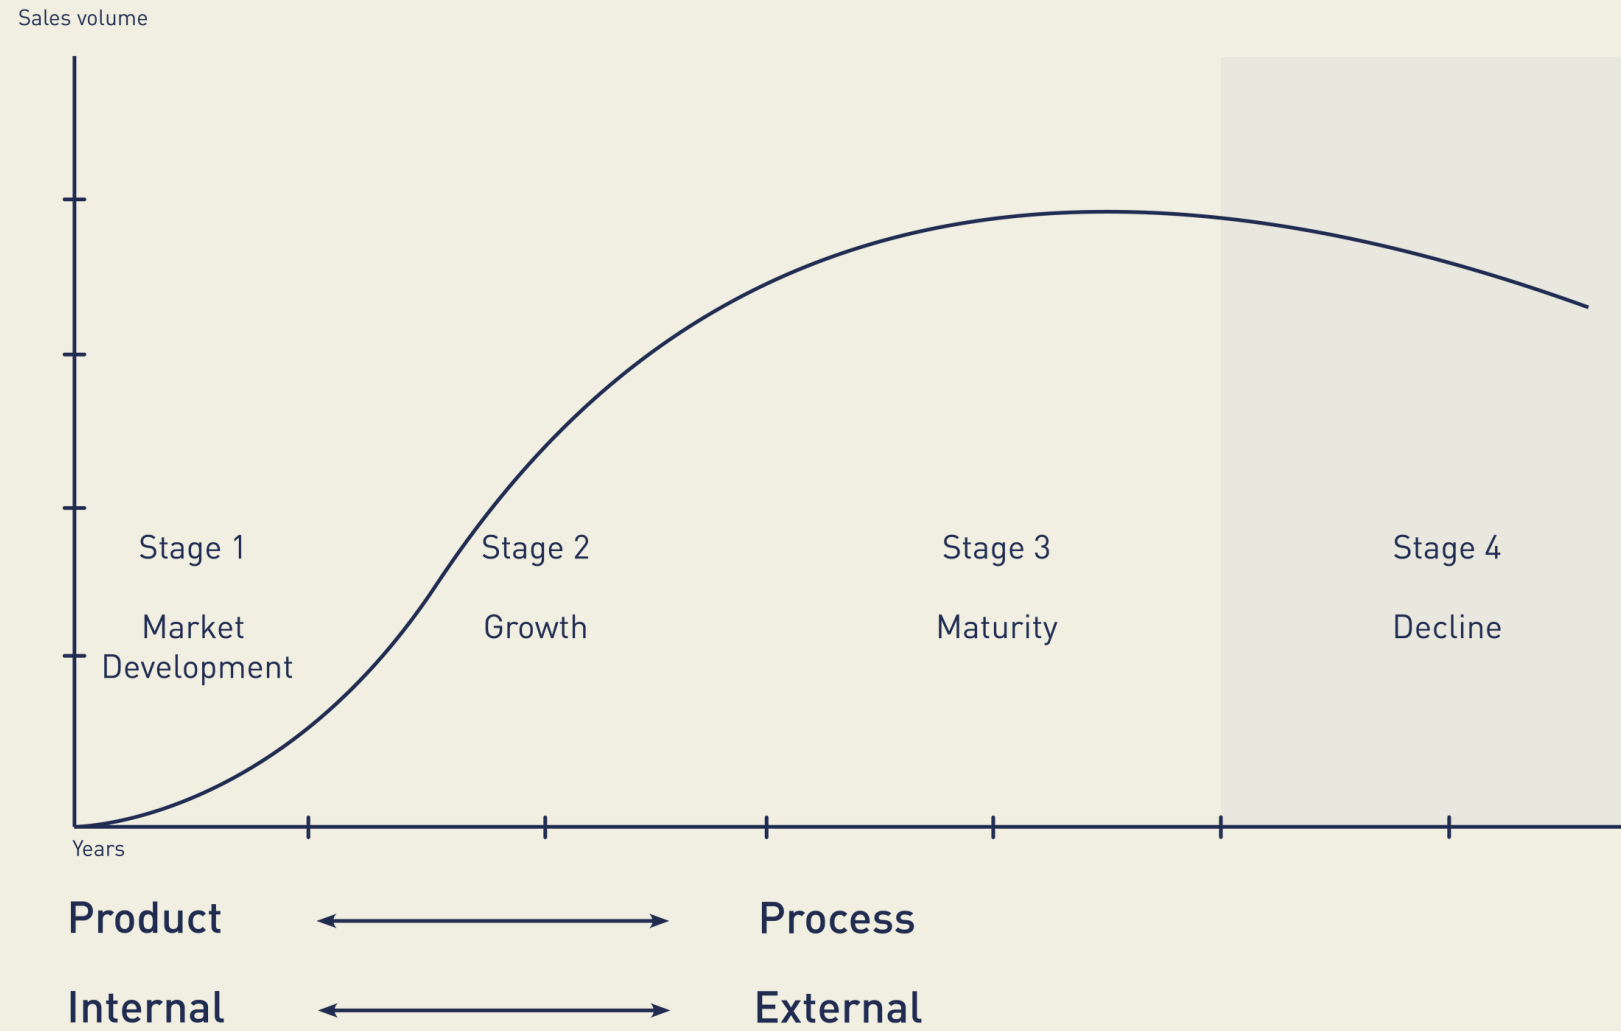 Sales volume
Stage 1
Stage 2
Stage 3
Stage 4
Market
Development
Growth
Maturity
Decline
Years
Product
Process
Internal
External